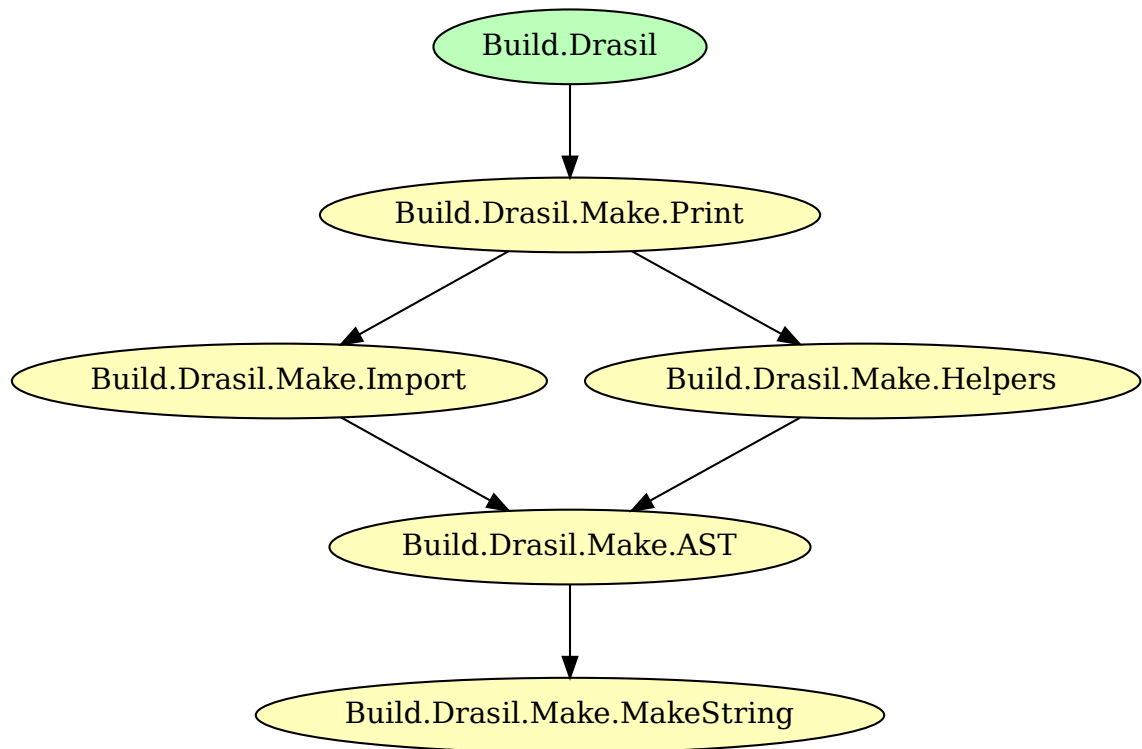 Build.Drasil
Build.Drasil.Make.Print
Build.Drasil.Make.Import
Build.Drasil.Make.Helpers
Build.Drasil.Make.AST
Build.Drasil.Make.MakeString